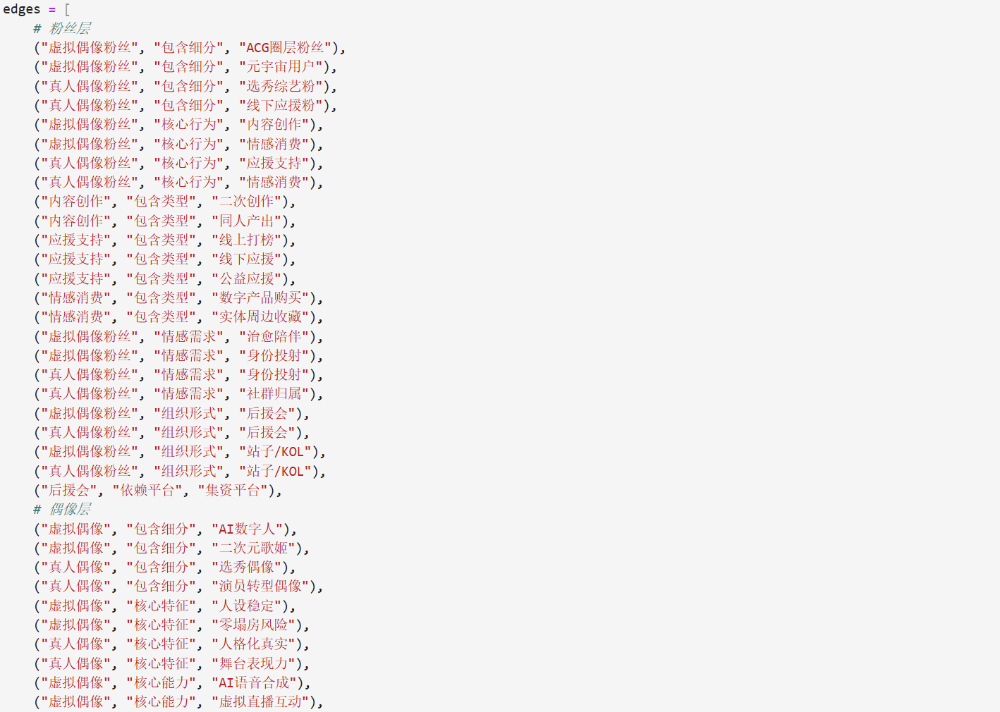 edges = [
    # 粉丝层
    ("虚拟偶像粉丝", "包含细分", "ACG圈层粉丝"),
    ("虚拟偶像粉丝", "包含细分", "元宇宙用户"),
    ("真人偶像粉丝", "包含细分", "选秀综艺粉"),
    ("真人偶像粉丝", "包含细分", "线下应援粉"),
    ("虚拟偶像粉丝", "核心行为", "内容创作"),
    ("虚拟偶像粉丝", "核心行为", "情感消费"),
    ("真人偶像粉丝", "核心行为", "应援支持"),
    ("真人偶像粉丝", "核心行为", "情感消费"),
    ("内容创作", "包含类型", "二次创作"),
    ("内容创作", "包含类型", "同人产出"),
    ("应援支持", "包含类型", "线上打榜"),
    ("应援支持", "包含类型", "线下应援"),
    ("应援支持", "包含类型", "公益应援"),
    ("情感消费", "包含类型", "数字产品购买"),
    ("情感消费", "包含类型", "实体周边收藏"),
    ("虚拟偶像粉丝", "情感需求", "治愈陪伴"),
    ("虚拟偶像粉丝", "情感需求", "身份投射"),
    ("真人偶像粉丝", "情感需求", "身份投射"),
    ("真人偶像粉丝", "情感需求", "社群归属"),
    ("虚拟偶像粉丝", "组织形式", "后援会"),
    ("真人偶像粉丝", "组织形式", "后援会"),
    ("虚拟偶像粉丝", "组织形式", "站子/KOL"),
    ("真人偶像粉丝", "组织形式", "站子/KOL"),
    ("后援会", "依赖平台", "集资平台"),
    # 偶像层
    ("虚拟偶像", "包含细分", "AI数字人"),
    ("虚拟偶像", "包含细分", "二次元歌姬"),
    ("真人偶像", "包含细分", "选秀偶像"),
    ("真人偶像", "包含细分", "演员转型偶像"),
    ("虚拟偶像", "核心特征", "人设稳定"),
    ("虚拟偶像", "核心特征", "零塌房风险"),
    ("真人偶像", "核心特征", "人格化真实"),
    ("真人偶像", "核心特征", "舞台表现力"),
    ("虚拟偶像", "核心能力", "AI语音合成"),
    ("虚拟偶像", "核心能力", "虚拟直播互动"),